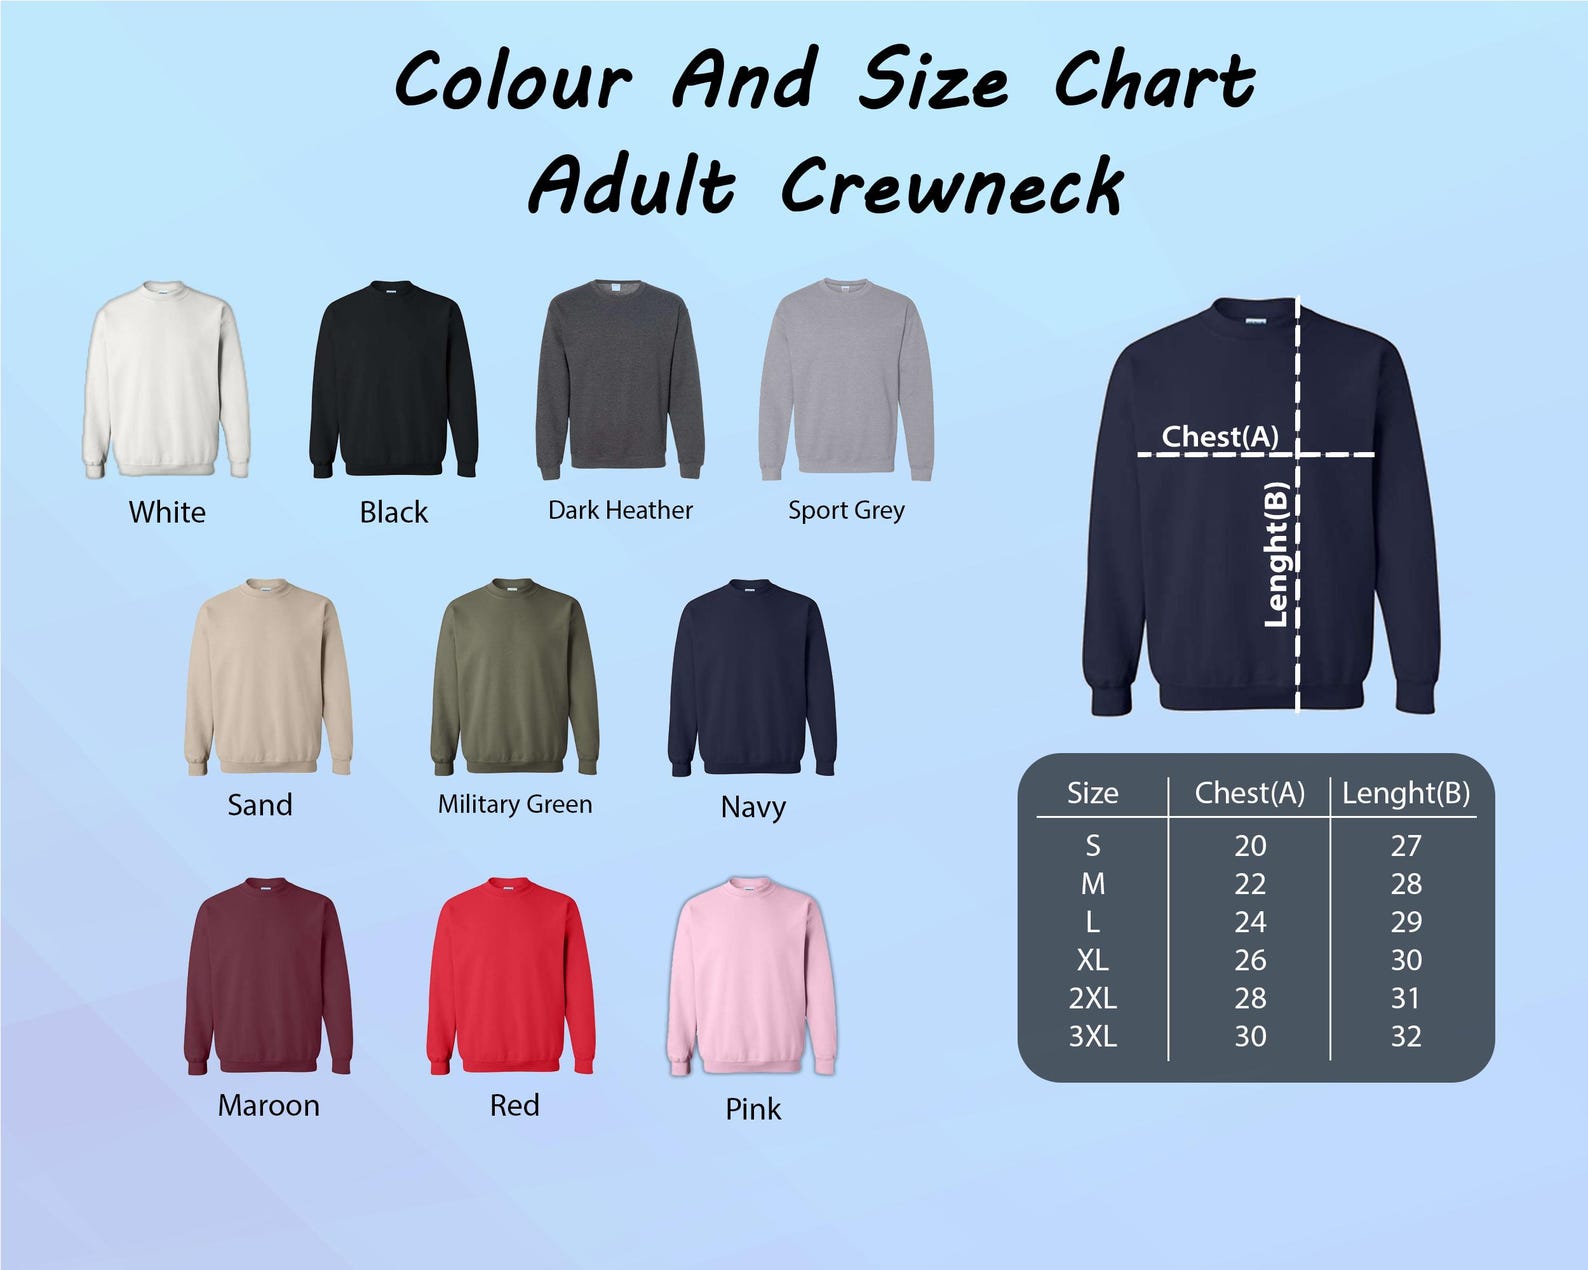 Colour And Size Chart
Adult Crewneck
White
Black
Dark Heather
Sport Grey
Sand
Military Green
Navy
Maroon
Red
Pink
Chest(A)
Lenght(B)
Size Chest(A) Lenght(B)
S 20 27
M 22 28
L 24 29
XL 26 30
2XL 28 31
3XL 30 32